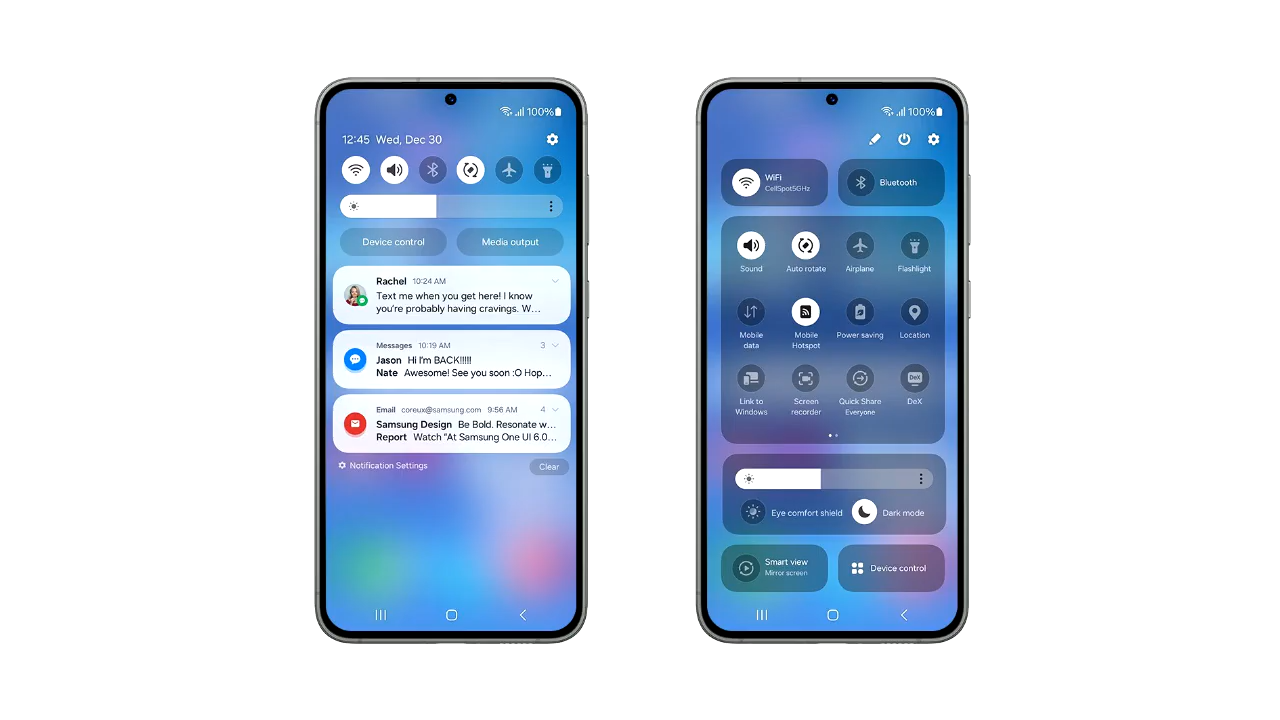 100%
12:45 Wed, Dec 30
Device control
Media output
Rachel 10:24 AM
Text me when you get here! I know
you're probably having cravings. W...
Messages 10:19 AM 3
Jason Hi I'm BACK!!!!!
Nate Awesome! See you soon :O Hop...
Email coreux@samsung.com 9:56 AM 4
Samsung Design Be Bold. Resonate w...
Report Watch "At Samsung One UI 6.0...
Notification Settings
Clear
100%
WiFi
CellSpot5GHz
Bluetooth
Sound
Auto rotate
Airplane
Flashlight
Mobile
data
Mobile
Hotspot
Power saving
Location
Link to
Windows
Screen
recorder
Quick Share
Everyone
DeX
DeX
Eye comfort shield
Dark mode
Smart view
Mirror screen
Device control